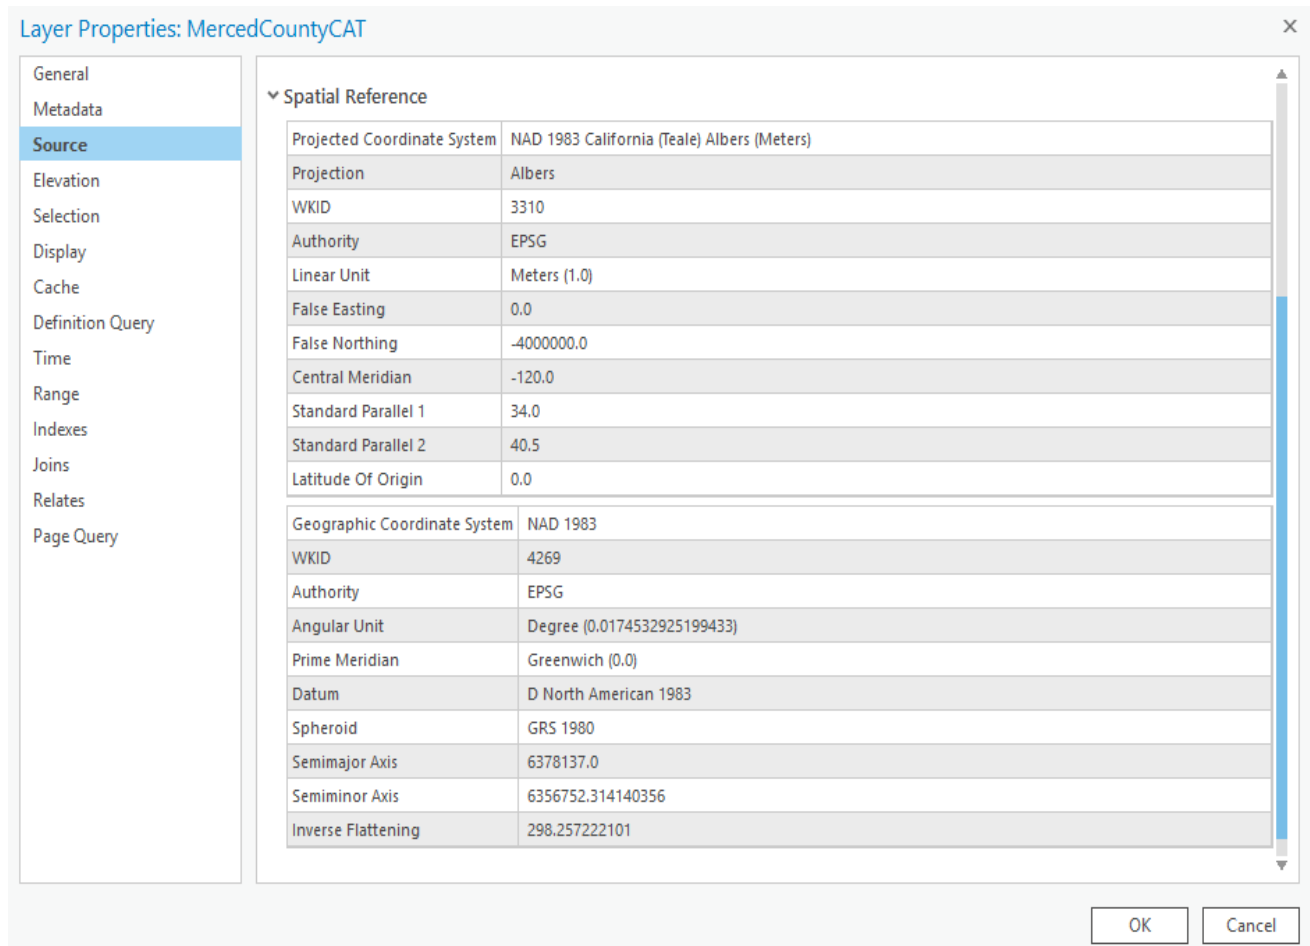 Layer Properties: MercedCountyCAT
General
Metadata
Source
Elevation
Selection
Display
Cache
Definition Query
Time
Range
Indexes
Joins
Relates
Page Query
Spatial Reference
Projected Coordinate System NAD 1983 California (Teale) Albers (Meters)
Projection Albers
WKID 3310
Authority EPSG
Linear Unit Meters (1.0)
False Easting 0.0
False Northing -4000000.0
Central Meridian -120.0
Standard Parallel 1 34.0
Standard Parallel 2 40.5
Latitude Of Origin 0.0
Geographic Coordinate System NAD 1983
WKID 4269
Authority EPSG
Angular Unit Degree (0.0174532925199433)
Prime Meridian Greenwich (0.0)
Datum D North American 1983
Spheroid GRS 1980
Semimajor Axis 6378137.0
Semiminor Axis 6356752.314140356
Inverse Flattening 298.257222101
OK Cancel